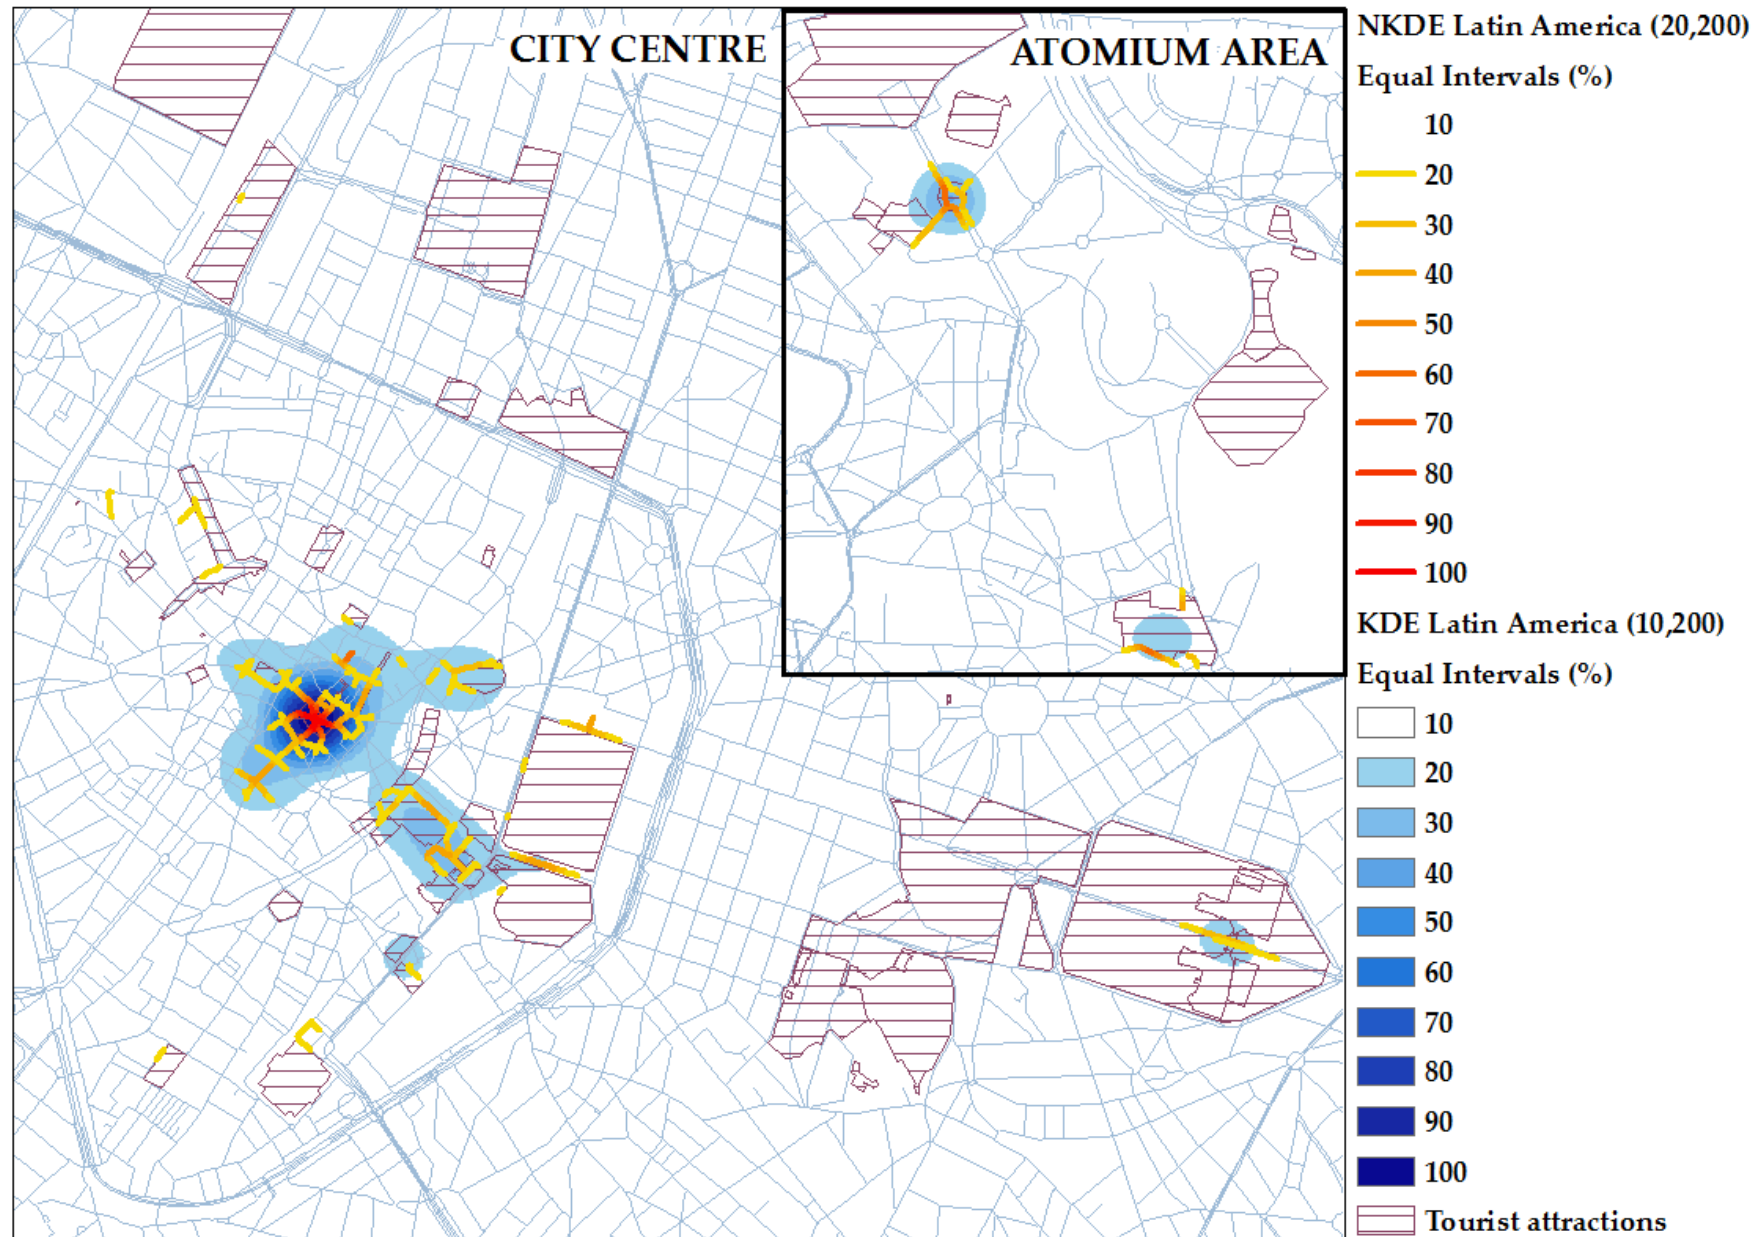 CITY CENTRE
ATOMIUM AREA
NKDE Latin America (20,200)
Equal Intervals (%)
10
20
30
40
50
60
70
80
90
100
KDE Latin America (10,200)
Equal Intervals (%)
10
20
30
40
50
60
70
80
90
100
Tourist attractions